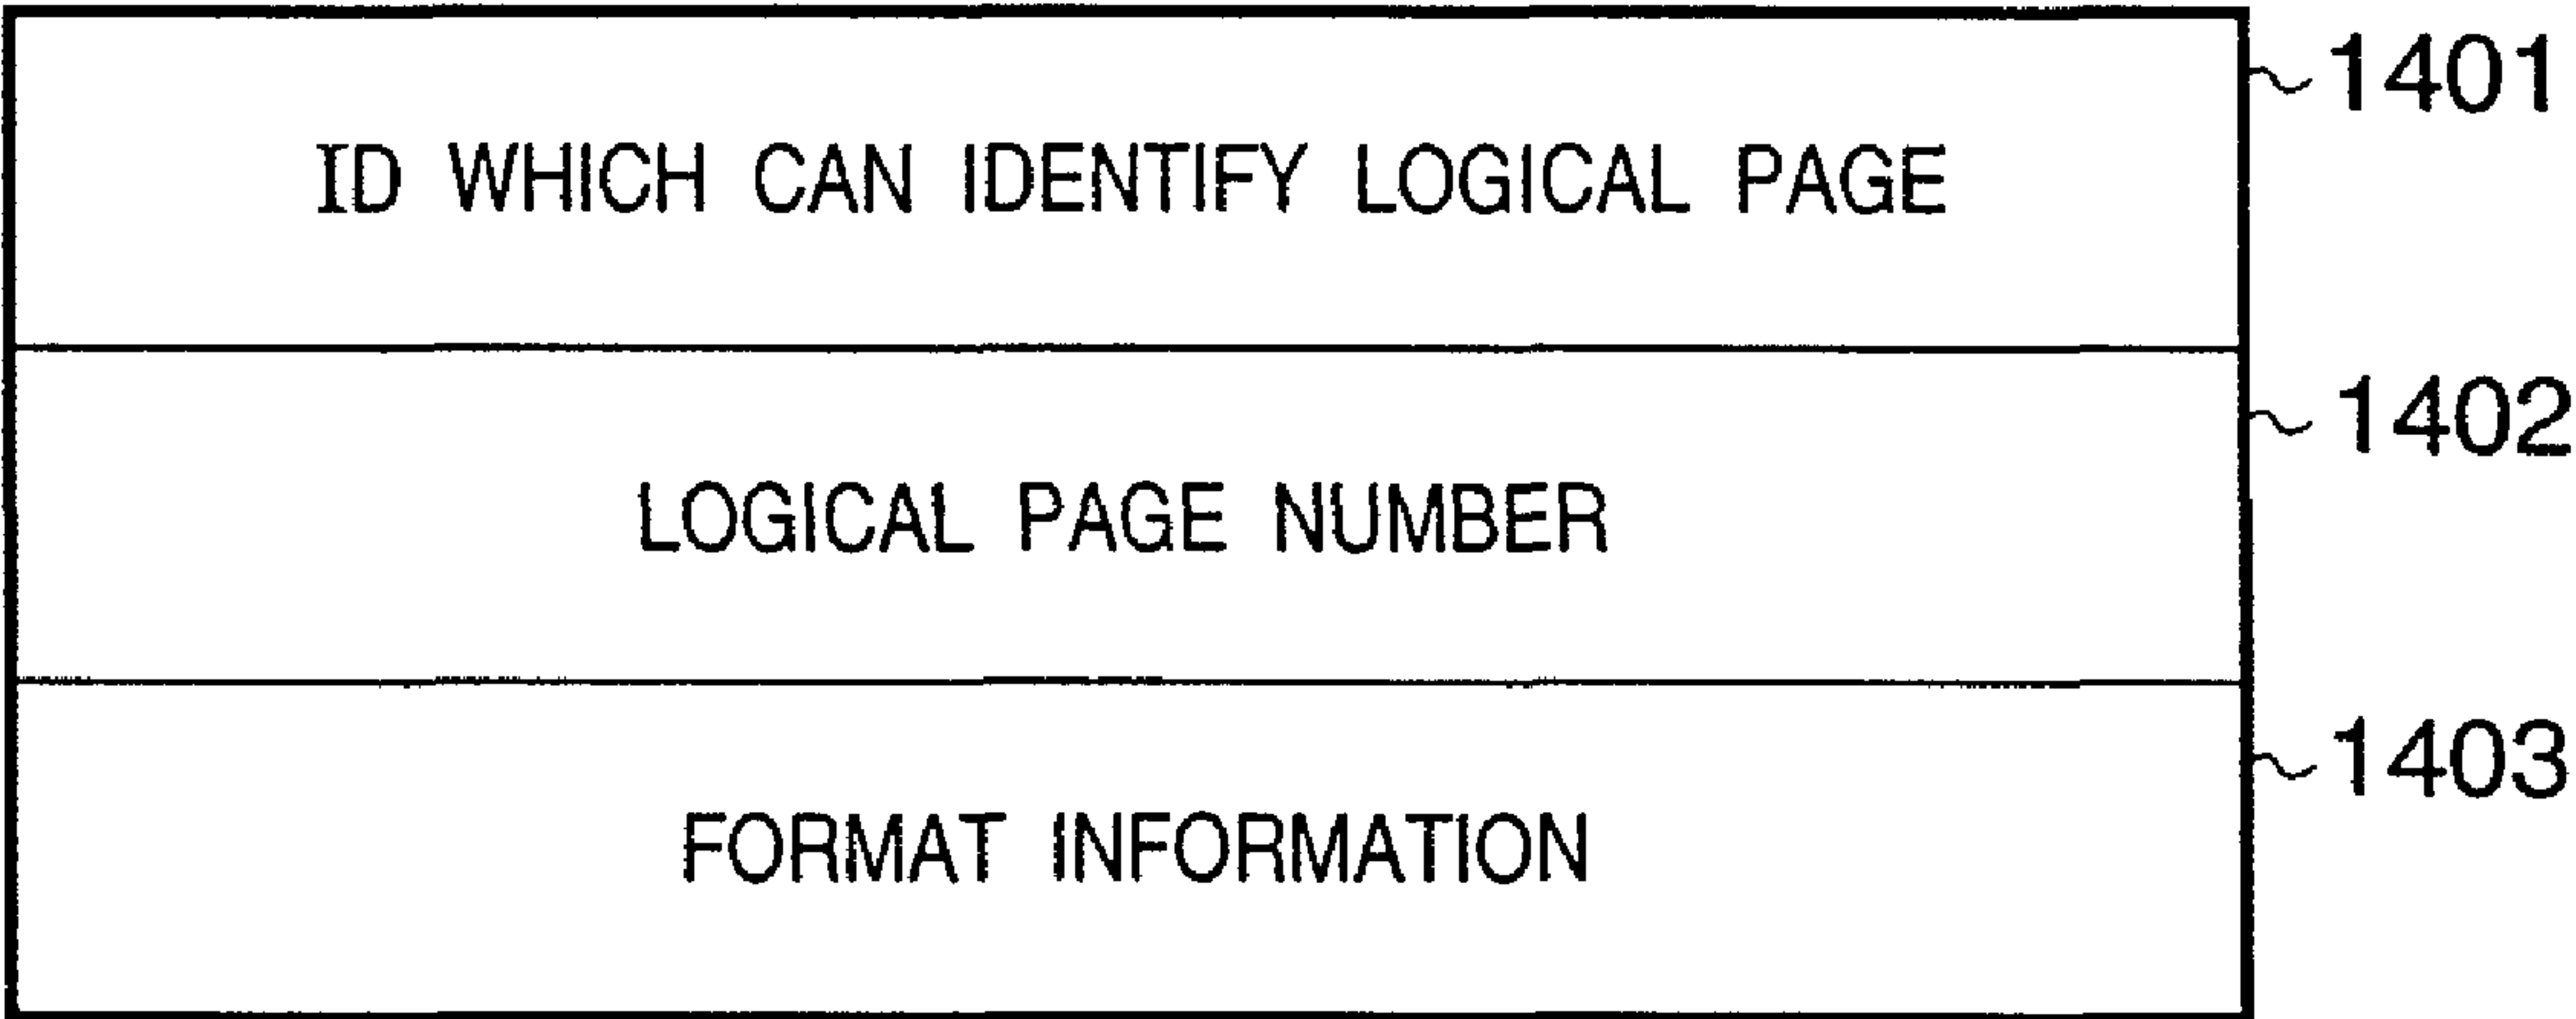 1401
ID WHICH CAN IDENTIFY LOGICAL PAGE
1402
LOGICAL PAGE NUMBER
1403
FORMAT INFORMATION